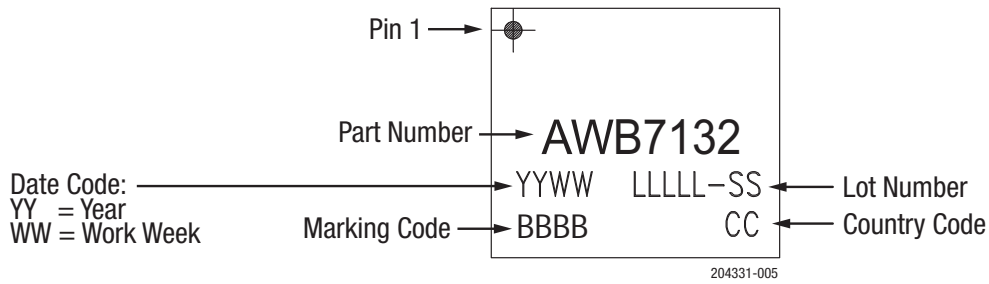 Pin 1
Part Number
AWB7132
Date Code:
YY = Year
WW = Work Week
YYWW LLLLL-SS
Lot Number
Marking Code
BBBB CC
Country Code
204331-005